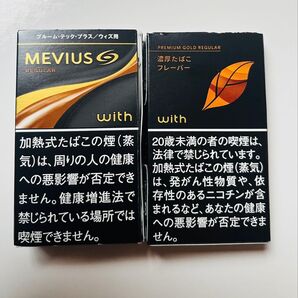 プルーム・テック・プラス/ウィズ用
MEVIUS
REGULAR
with
加熱式たばこの煙(蒸
気)は、周りの人の健康
への悪影響が否定でき
ません。健康増進法で
禁じられている場所では
喫煙できません。
PREMIUM GOLD REGULAR
濃厚たばこ
フレーバー
with
20歳未満の者の喫煙は、
法律で禁じられています。
加熱式たばこの煙(蒸気)
は、発がん性物質や、依
存性のあるニコチンが含
まれるなど、あなたの健康
への悪影響が否定できま
せん。